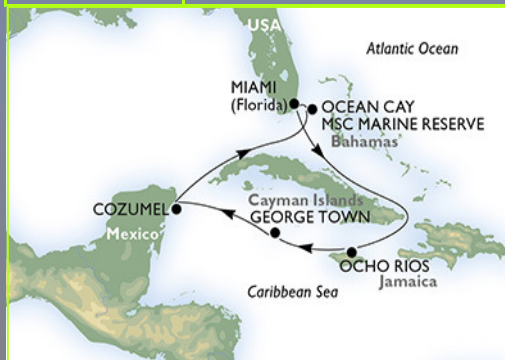 USA
Atlantic Ocean
MIAMI
(Florida)
OCEAN CAY
MSC MARINE RESERVE
Bahamas
Cayman Islands
GEORGE TOWN
COZUMEL
Mexico
OCHO RIOS
Jamaica
Caribbean Sea